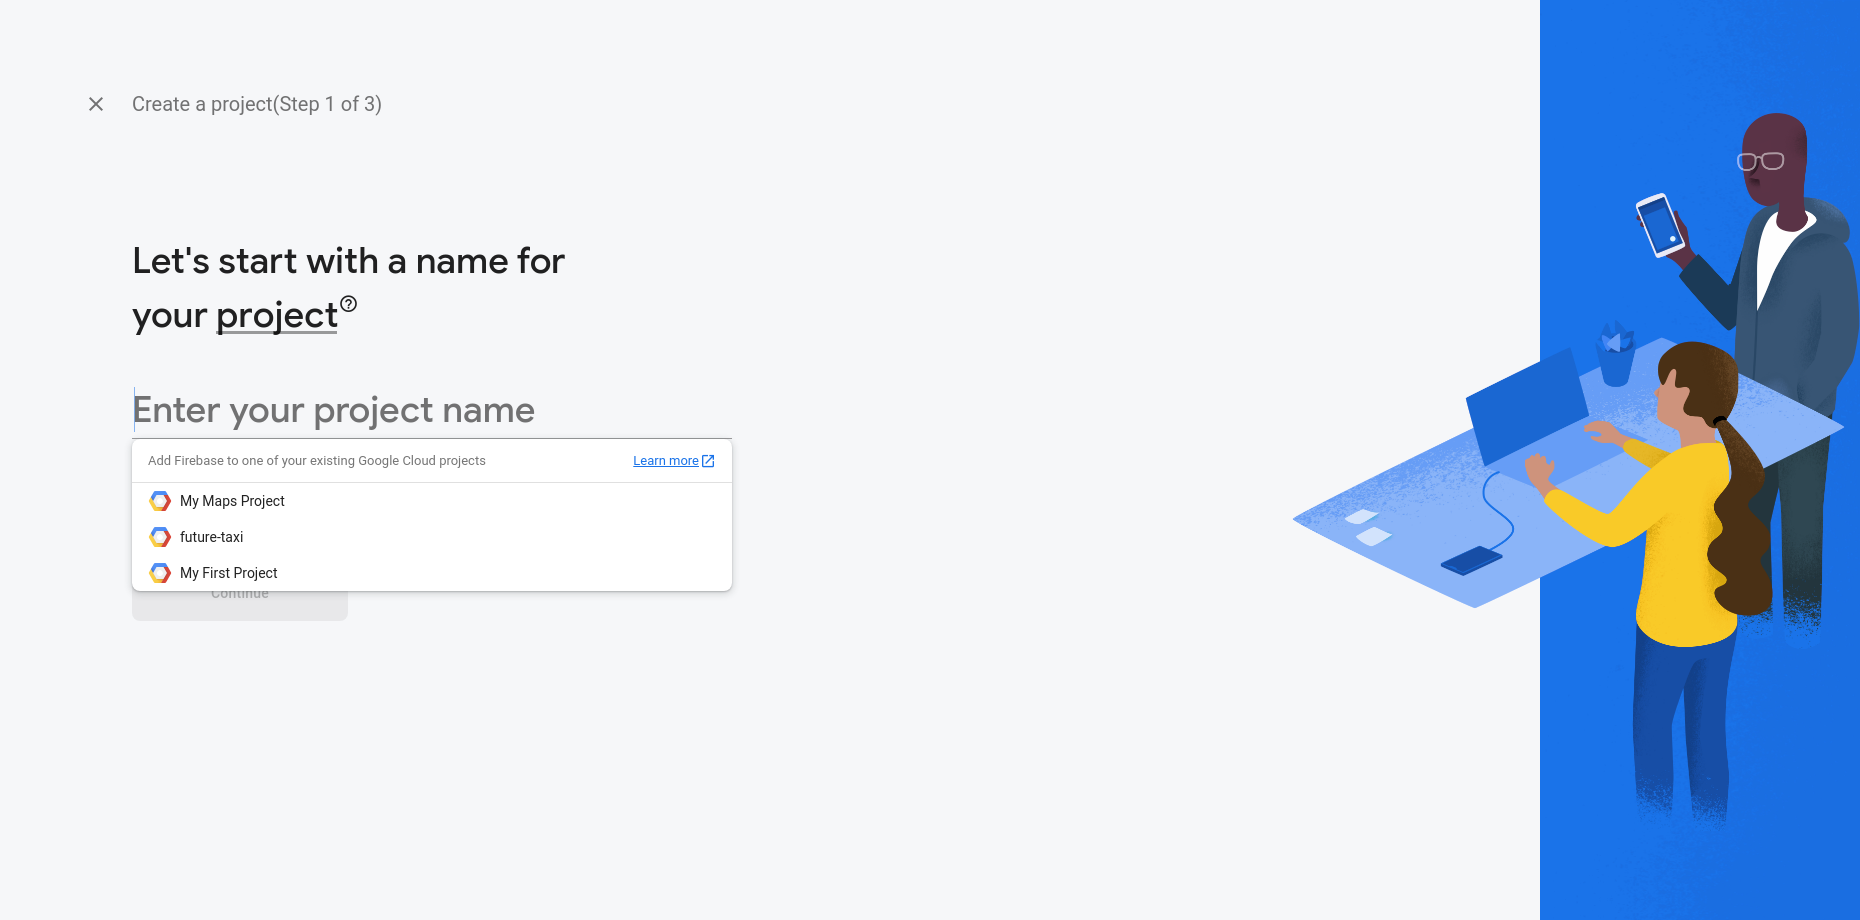 Create a project(Step 1 of 3)
Let's start with a name for
your project
Enter your project name
Add Firebase to one of your existing Google Cloud projects Learn more
My Maps Project
future-taxi
My First Project
Continue